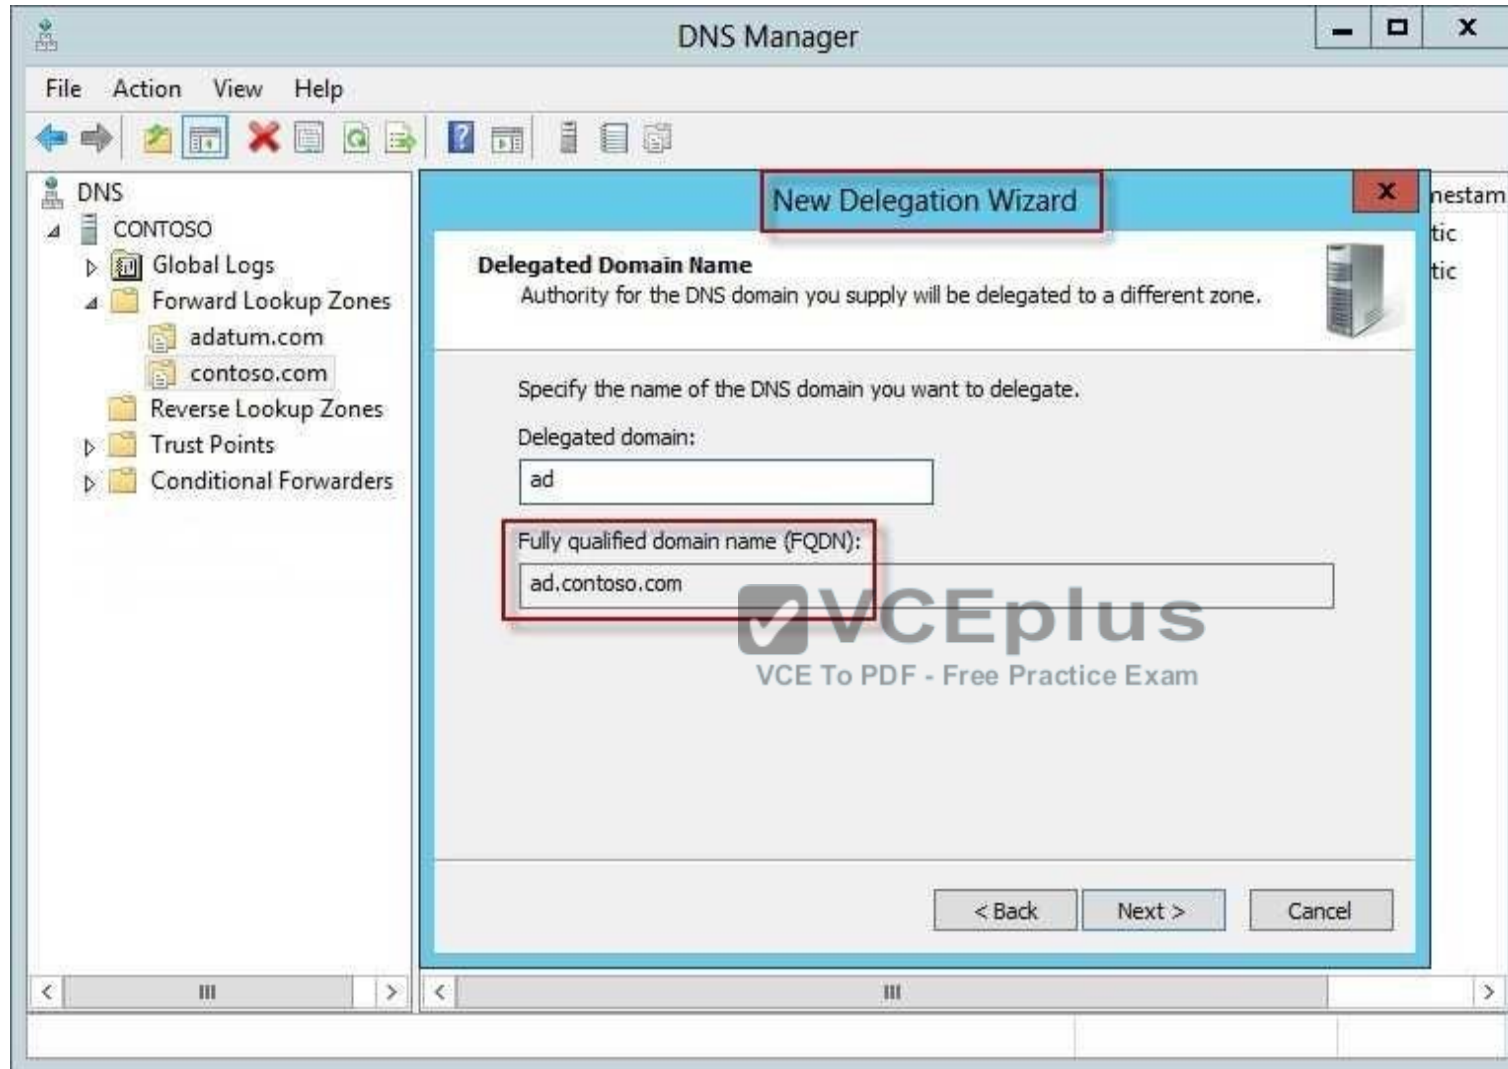 DNS Manager
File Action View Help
DNS
CONTOSO
Global Logs
Forward Lookup Zones
adatum.com
contoso.com
Reverse Lookup Zones
Trust Points
Conditional Forwarders
New Delegation Wizard
X
nestam
tic
tic
Delegated Domain Name
Authority for the DNS domain you supply will be delegated to a different zone.
Specify the name of the DNS domain you want to delegate.
Delegated domain:
ad
Fully qualified domain name (FQDN):
ad.contoso.com
VCEplus
VCE To PDF - Free Practice Exam
< Back Next > Cancel